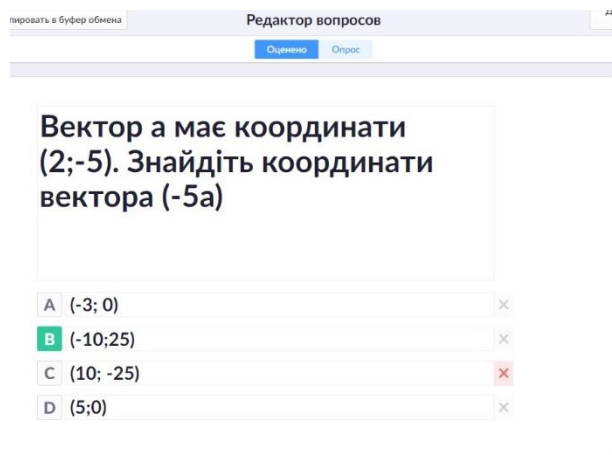 Редактор вопросов
в буфер обмена
Оценено Опрос
Вектор а має координати
(2;-5). Знайдіть координати
вектора (-5а)
A (-3; 0)
B (-10;25)
C (10; -25)
D (5;0)